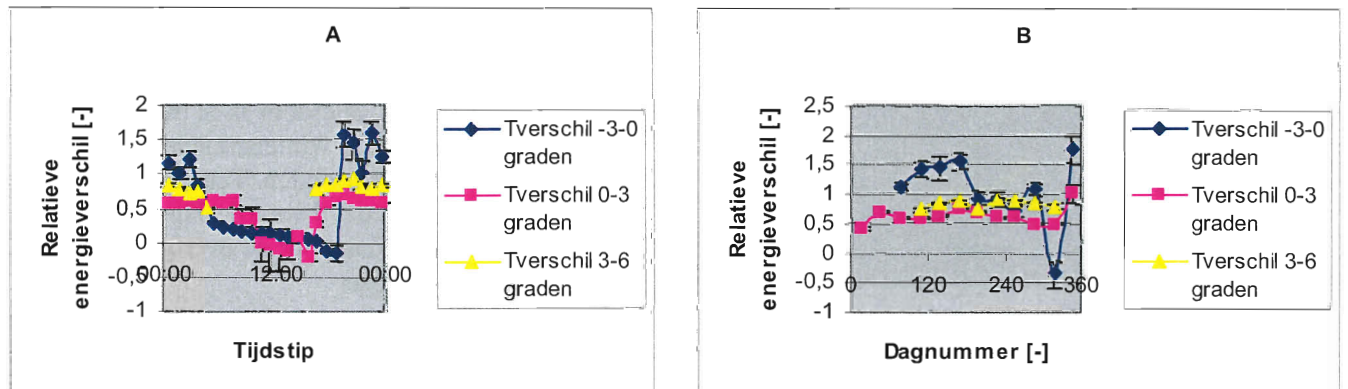 A
Relatieve
energieverschil [-]
2
1,5
1
0,5
0
-0,5
-1
00:00
12:00
00:00
Tijdstip
Tverschil -3-0
graden
Tverschil 0-3
graden
Tverschil 3-6
graden
B
Relatieve
energieverschil [-]
2,5
2
1,5
1
0,5
0
-0,5
-1
0
120
240
360
Dagnummer [-]
Tverschil -3-0
graden
Tverschil 0-3
graden
Tverschil 3-6
graden